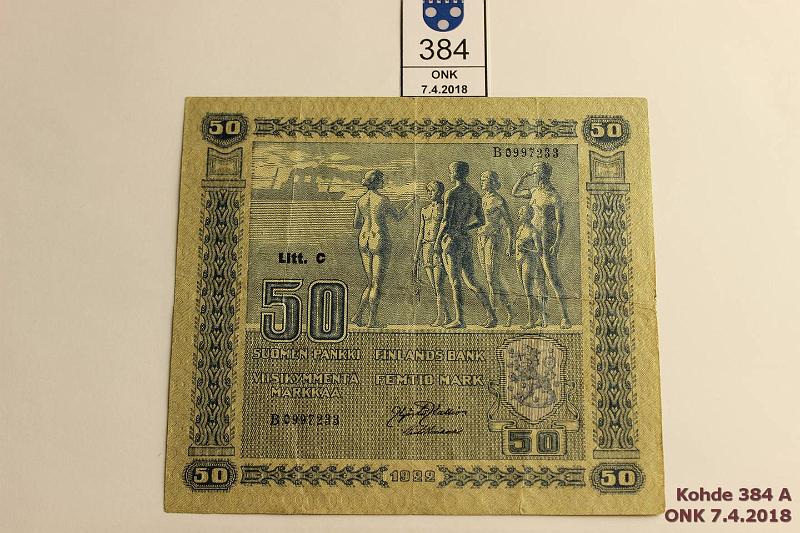 384
ONK
7.4.2018
50 50
B0997233
Litt. C
50
SUOMEN PANKKI FINLANDS BANK
VIISIKYMMENTÄ FEMTIO MARK
MARKKAA
B0997233
50
50 1922 50
Kohde 384 A
ONK 7.4.2018